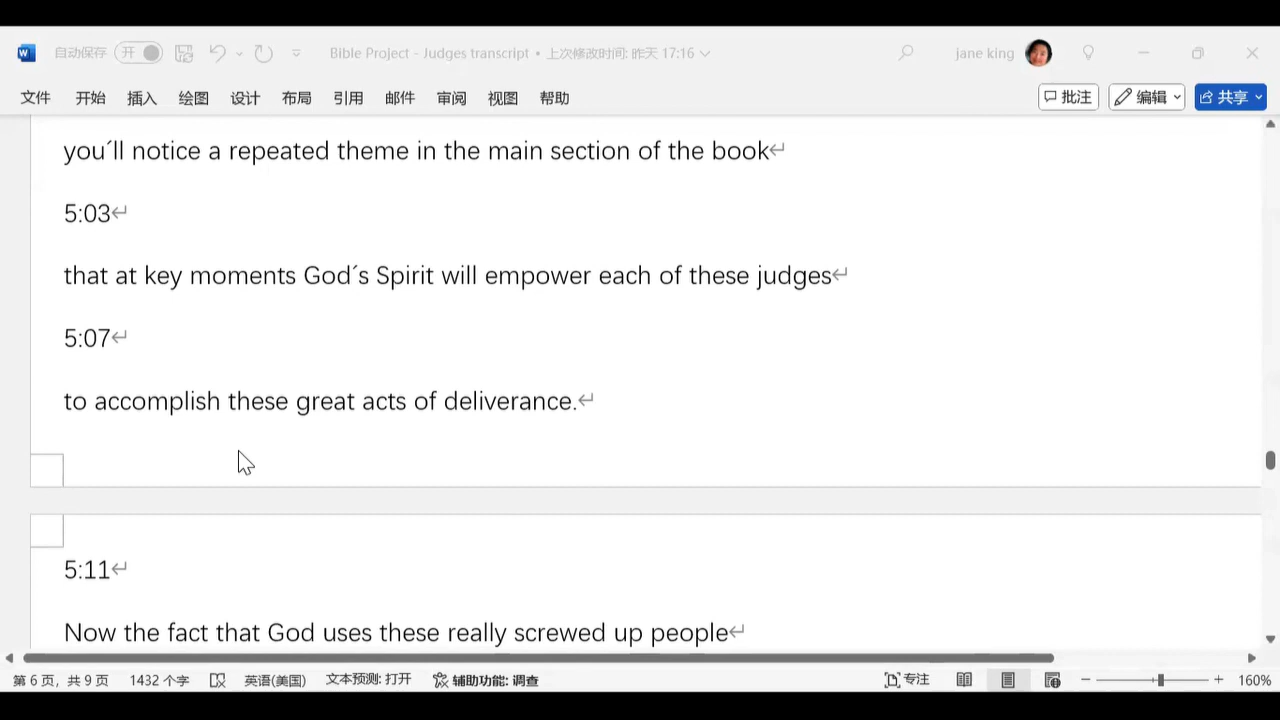 自动保存 开 Bible Project - Judges transcript • 上次修改时间: 昨天 17:16 jane king
文件 开始 插入 绘图 设计 布局 引用 邮件 审阅 视图 帮助 批注 编辑 共享
you´ll notice a repeated theme in the main section of the book
5:03
that at key moments God´s Spirit will empower each of these judges
5:07
to accomplish these great acts of deliverance.
5:11
Now the fact that God uses these really screwed up people
第 6 页，共 9 页 1432 个字 英语(美国) 文本预测: 打开 辅助功能: 调查 专注 160%